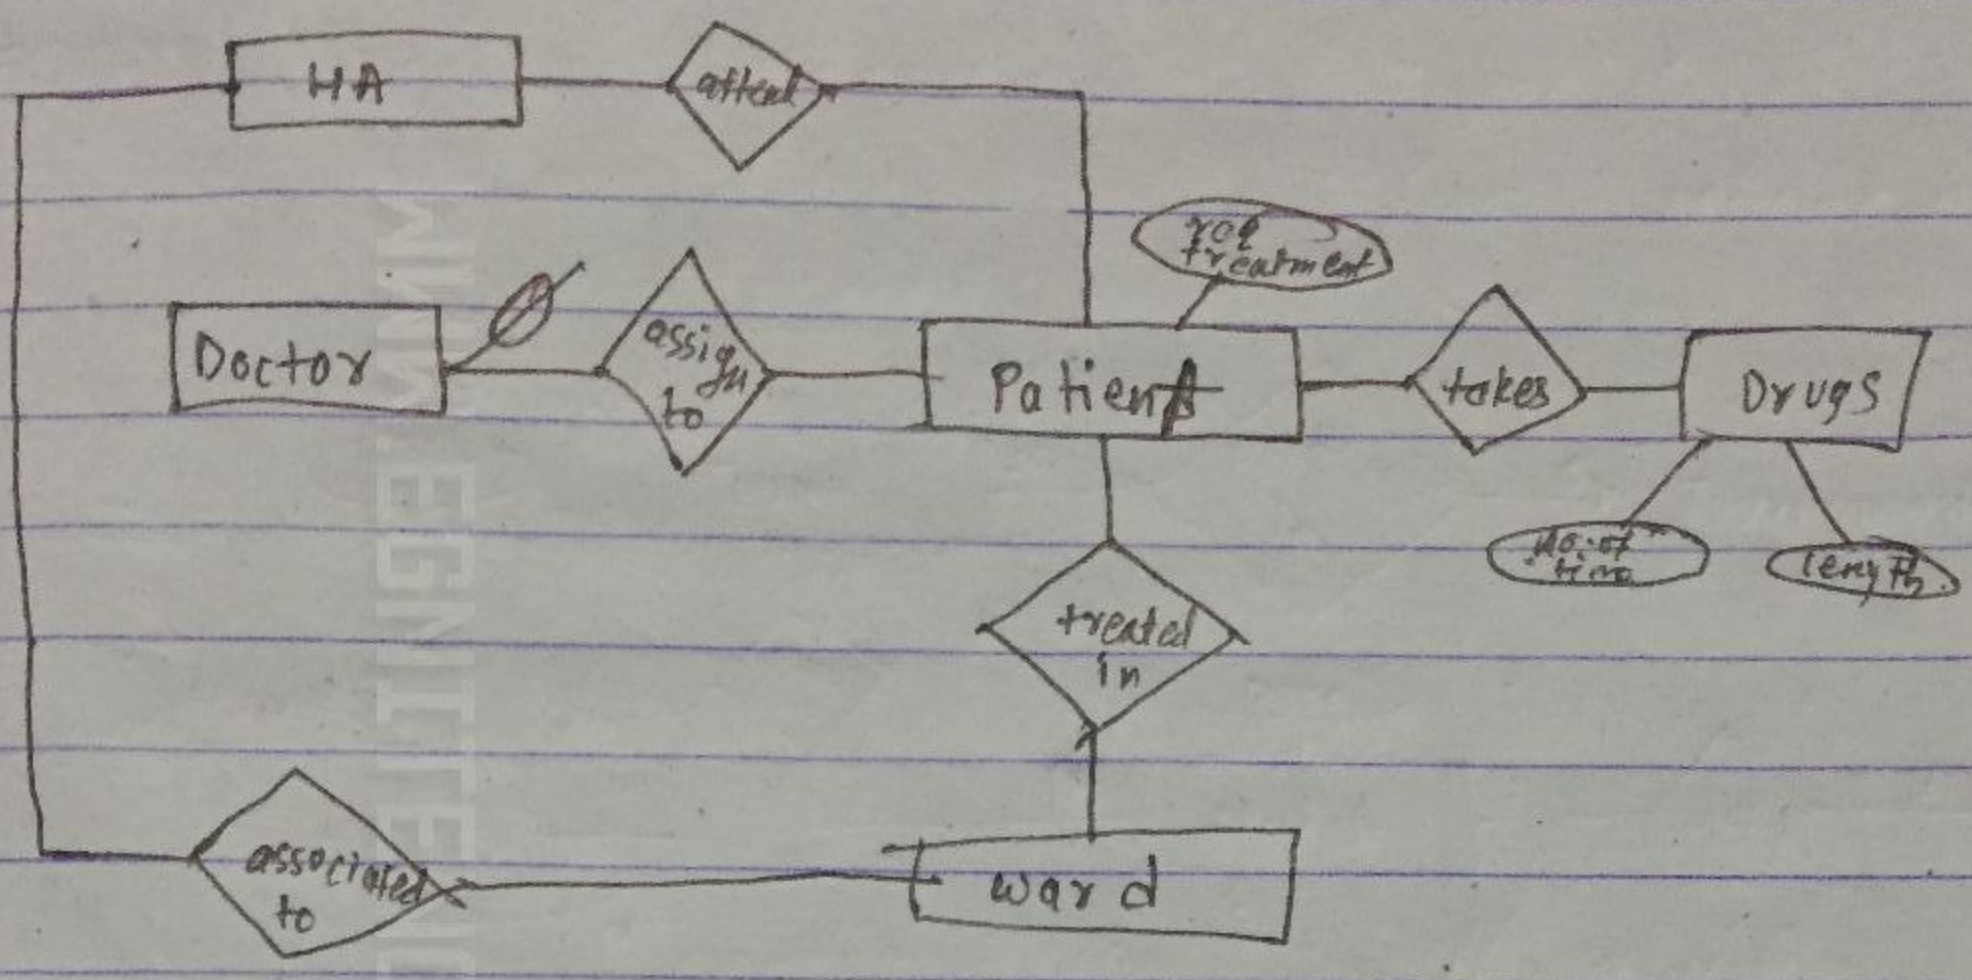 HA
attend
req
treatment
Doctor
assign
to
Patient
takes
Drugs
No. of
time
length
treated
in
associated
to
ward